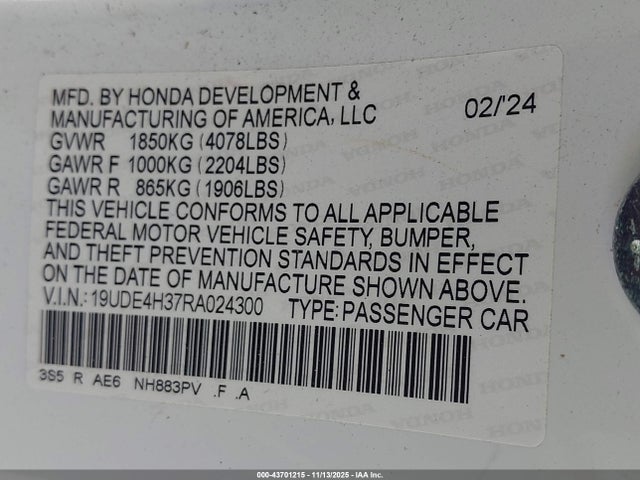 MFD. BY HONDA DEVELOPMENT &
MANUFACTURING OF AMERICA, LLC 02/'24
GVWR 1850KG (4078LBS)
GAWR F 1000KG (2204LBS)
GAWR R 865KG (1906LBS)
THIS VEHICLE CONFORMS TO ALL APPLICABLE
FEDERAL MOTOR VEHICLE SAFETY, BUMPER,
AND THEFT PREVENTION STANDARDS IN EFFECT
ON THE DATE OF MANUFACTURE SHOWN ABOVE.
V.I.N.: 19UDE4H37RA024300 TYPE: PASSENGER CAR
3S5 R AE6 NH883PV .F .A
000-43701215 - 11/13/2025 - IAA, Inc.